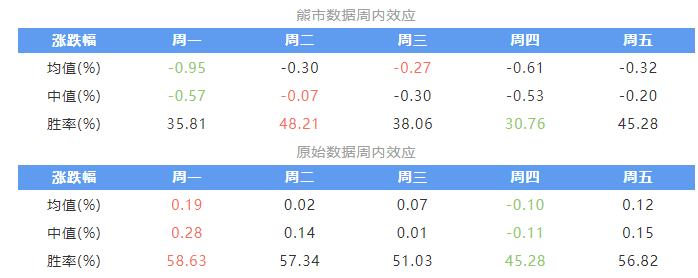 熊市数据周内效应
涨跌幅 周一 周二 周三 周四 周五
均值(%) -0.95 -0.30 -0.27 -0.61 -0.32
中值(%) -0.57 -0.07 -0.30 -0.53 -0.20
胜率(%) 35.81 48.21 38.06 30.76 45.28
原始数据周内效应
涨跌幅 周一 周二 周三 周四 周五
均值(%) 0.19 0.02 0.07 -0.10 0.12
中值(%) 0.28 0.14 0.01 -0.11 0.15
胜率(%) 58.63 57.34 51.03 45.28 56.82